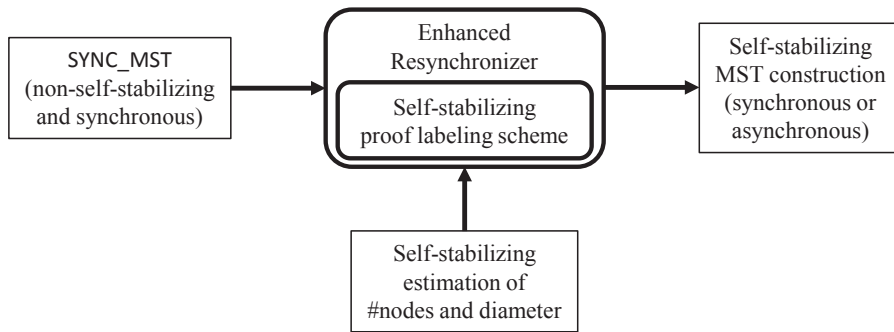 SYNC_MST
(non-self-stabilizing
and synchronous)
Enhanced
Resynchronizer
Self-stabilizing
proof labeling scheme
Self-stabilizing
MST construction
(synchronous or
asynchronous)
Self-stabilizing
estimation of
#nodes and diameter